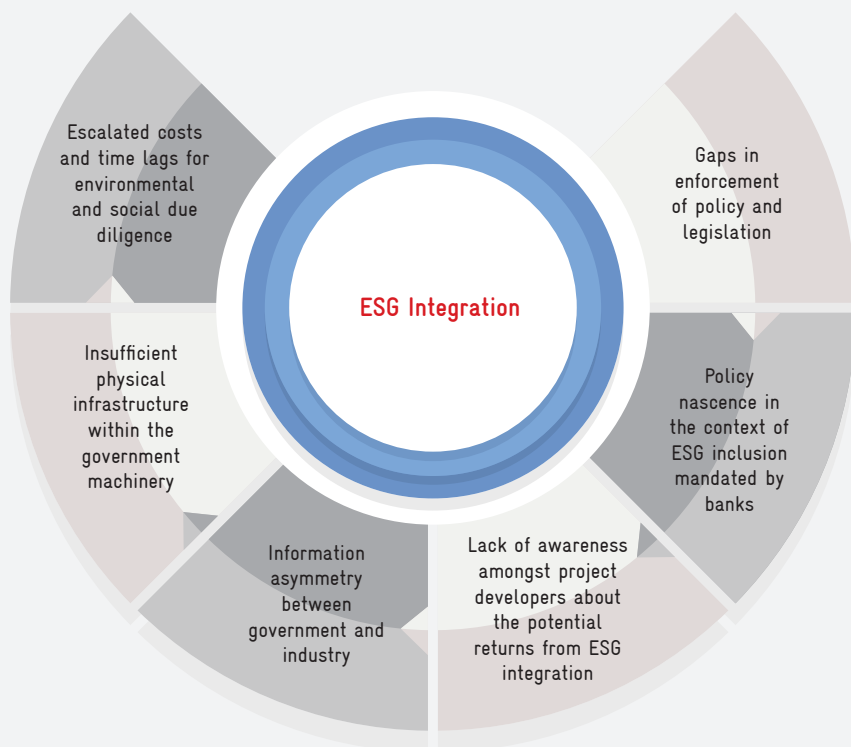 Escalated costs
and time lags for
environmental
and social due
diligence
Gaps in
enforcement
of policy and
legislation
ESG Integration
Insufficient
physical
infrastructure
within the
government
machinery
Policy
nascence in
the context of
ESG inclusion
mandated by
banks
Information
asymmetry
between
government and
industry
Lack of awareness
amongst project
developers about
the potential
returns from ESG
integration